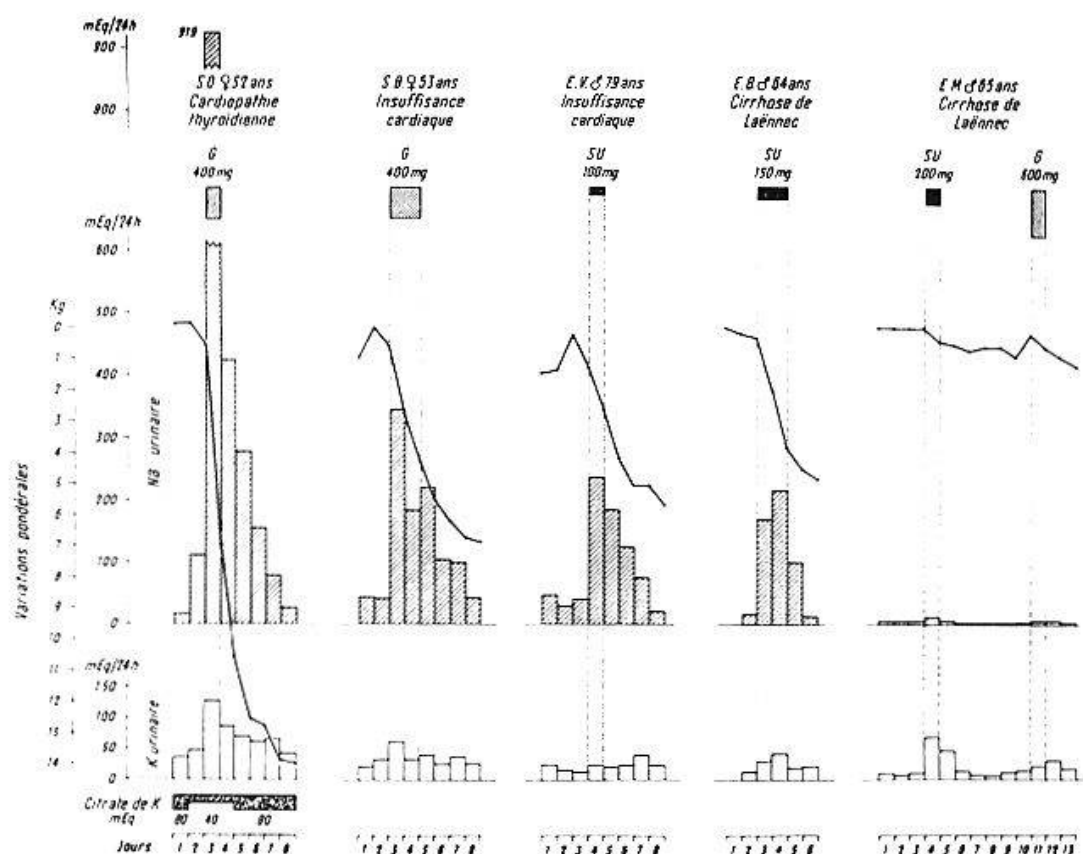 mEq/24h
919
900
900
S.D. ♀ 52 ans
Cardiopathie
thyroidienne
G
400 mg
S.B. ♀ 53 ans
Insuffisance
cardiaque
G
400 mg
E.V. ♂ 79 ans
Insuffisance
cardiaque
SU
100 mg
E.B. ♂ 64 ans
Cirrhose de
Laënnec
SU
150 mg
E.M. ♂ 65 ans
Cirrhose de
Laënnec
SU
200 mg
G
600 mg
mEq/24h
600
500
400
300
200
100
0
Na urinaire
Kg
0
1
2
3
4
5
6
7
8
9
10
11
12
13
14
Variations pondérales
mEq/24h
150
100
50
0
K urinaire
Citrate de K
mEq
80
40
80
Jours
1 2 3 4 5 6 7 8
1 2 3 4 5 6 7 8
1 2 3 4 5 6 7 8
1 2 3 4 5 6
1 2 3 4 5 6 7 8 9 10 11 12 13